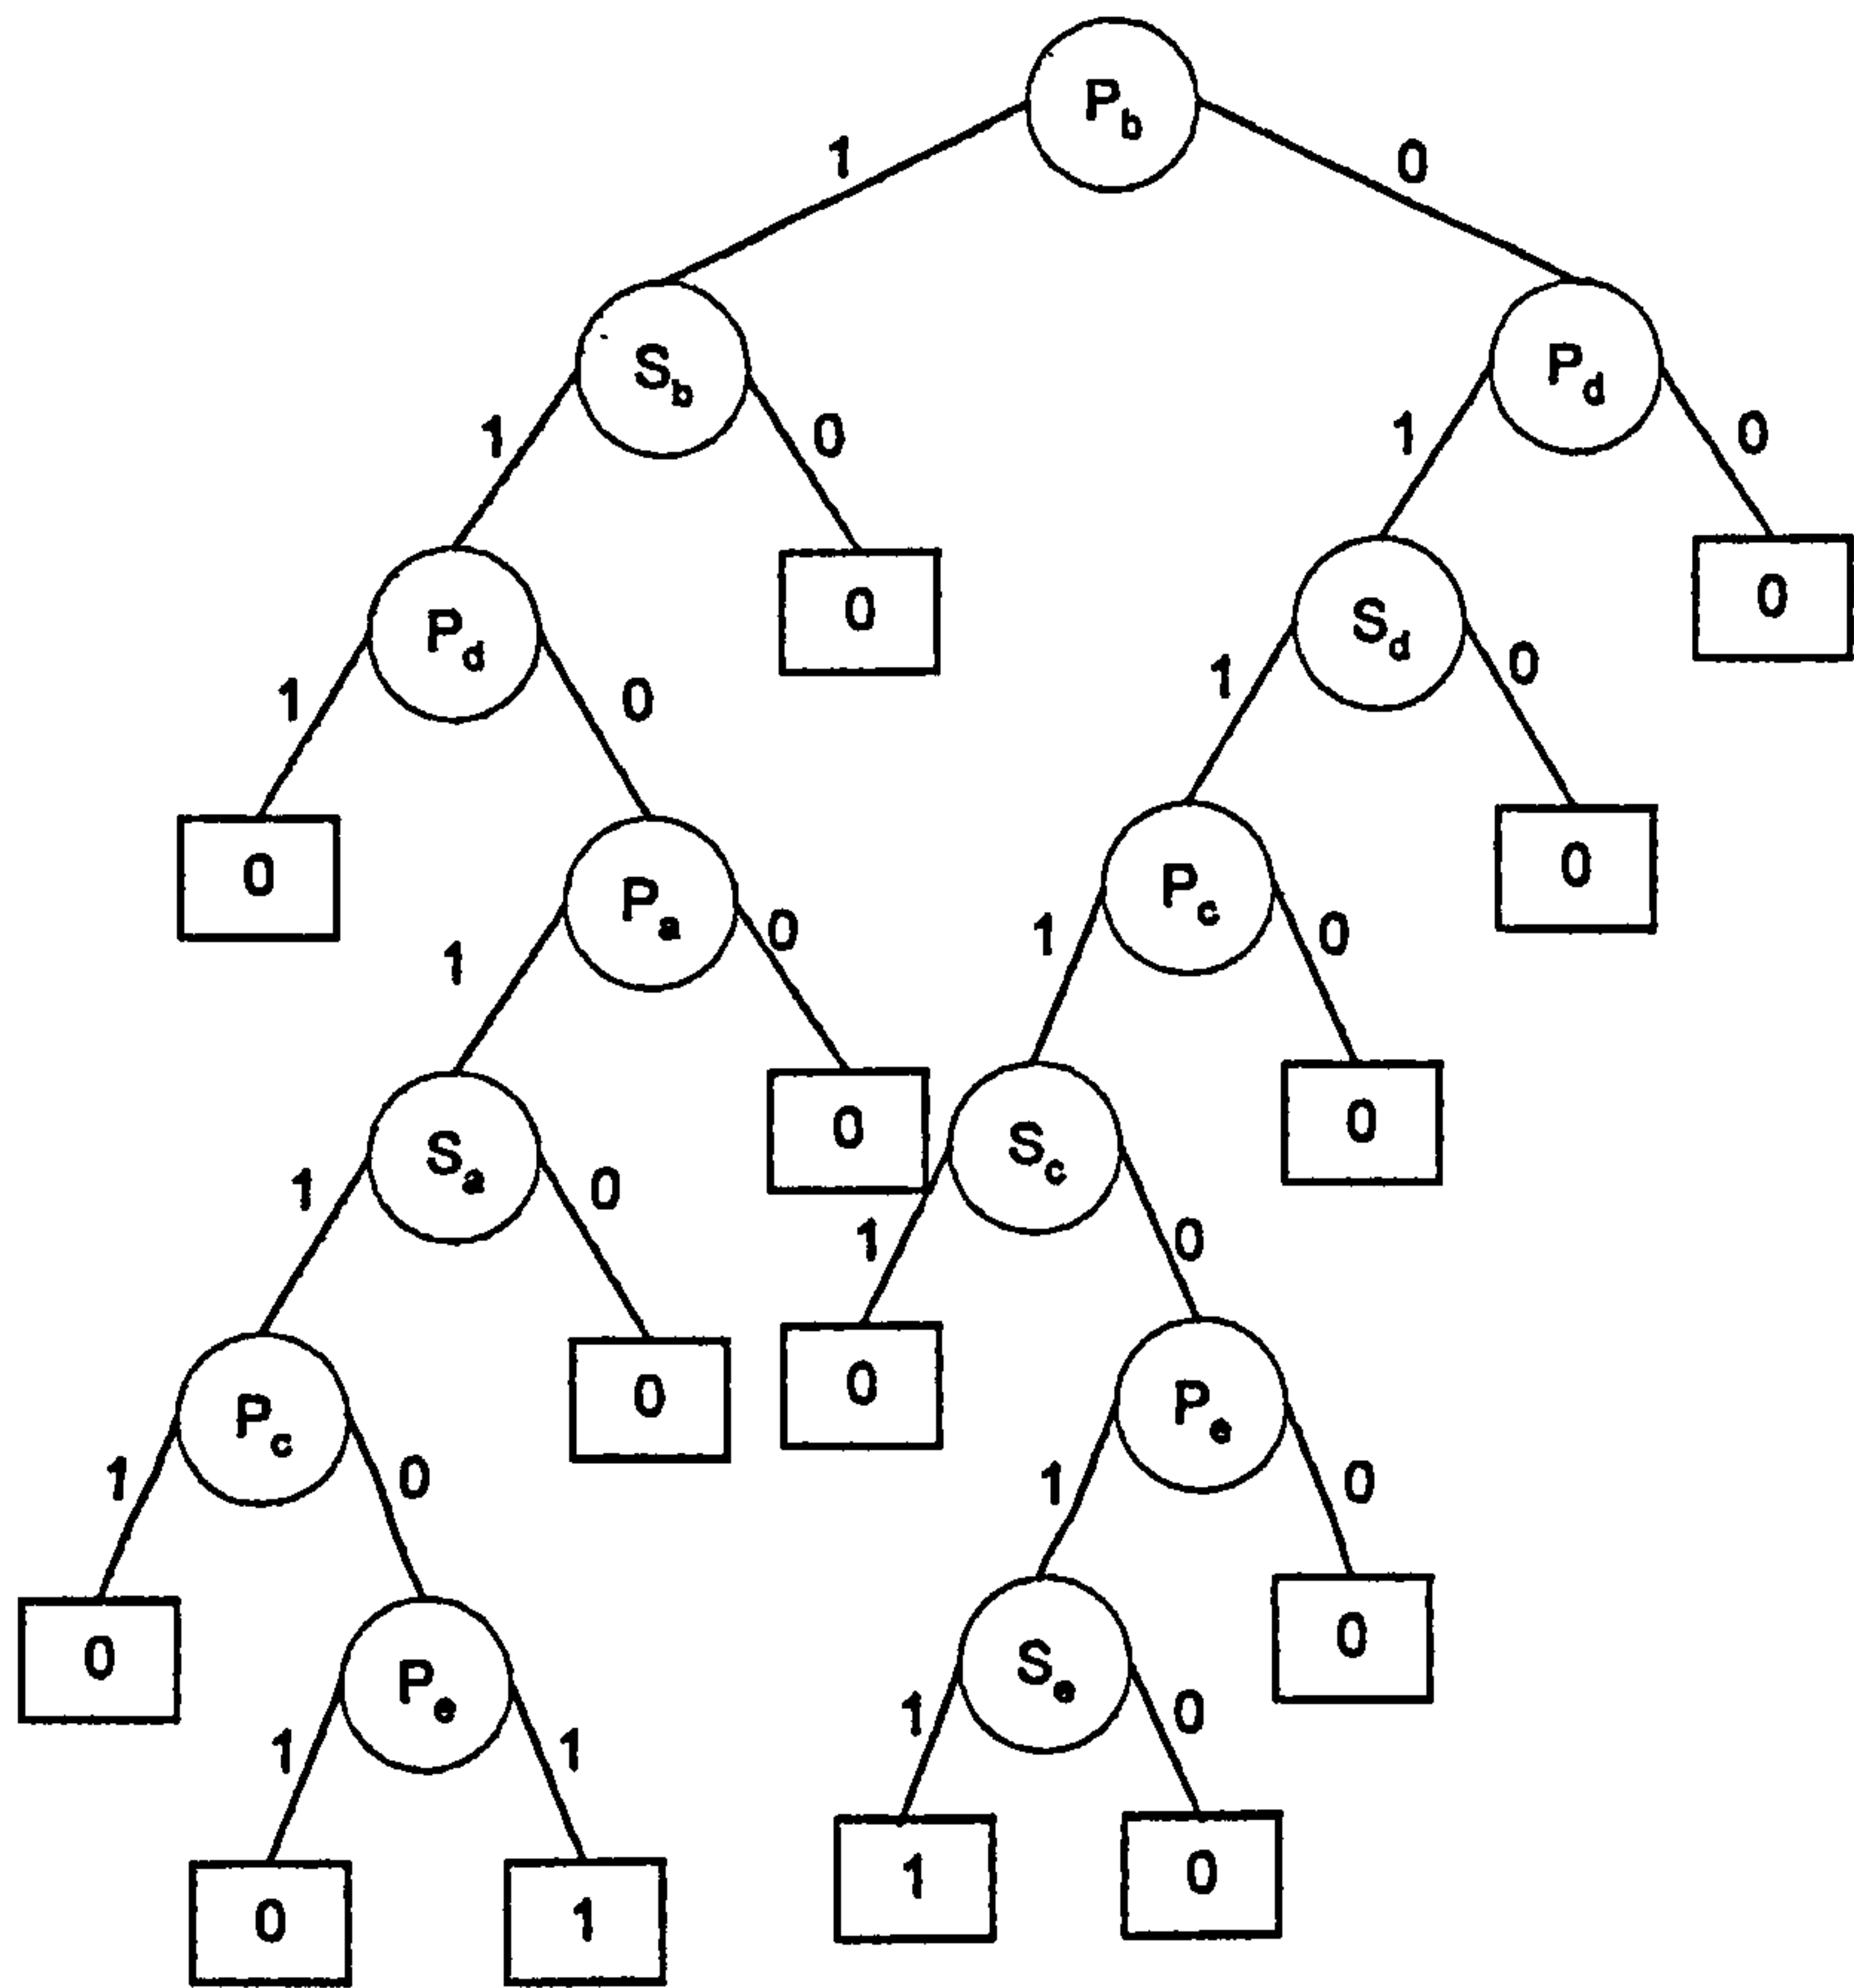 P_b
1 0
S_b P_d
1 0 1 0
P_d 0 S_d 0
1 0 1 0
0 P_a P_c 0
1 0 1 0
S_a 0 S_c 0
1 0 1 0
P_c 0 0 P_e
1 0 1 0
0 P_e S_e 0
1 1 1 0
0 1 1 0